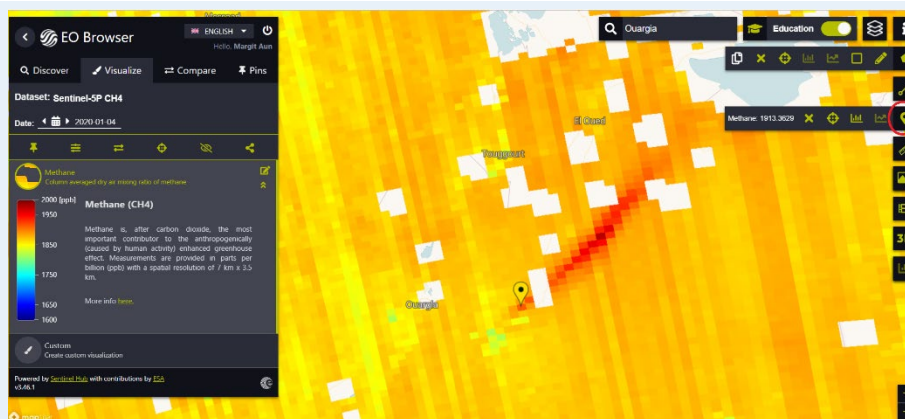 EO Browser
ENGLISH
Hello, Margit Aun
Discover
Visualize
Compare
Pins
Dataset: Sentinel-5P CH4
Date: 2020-01-04
Methane
Column averaged dry air mixing ratio of methane
2000 [ppb]
1950
1850
1750
1650
1600
Methane (CH4)
Methane is, after carbon dioxide, the most
important contributor to the anthropogenically
(caused by human activity) enhanced greenhouse
effect. Measurements are provided in parts per
billion (ppb) with a spatial resolution of 7 km x 3.5
km.
More info here.
Custom
Create custom visualization
Powered by Sentinel Hub with contributions by ESA
v3.46.1
Ouargia
Education
Methane: 1913.3629
El Oued
Touggourt
Ouargla